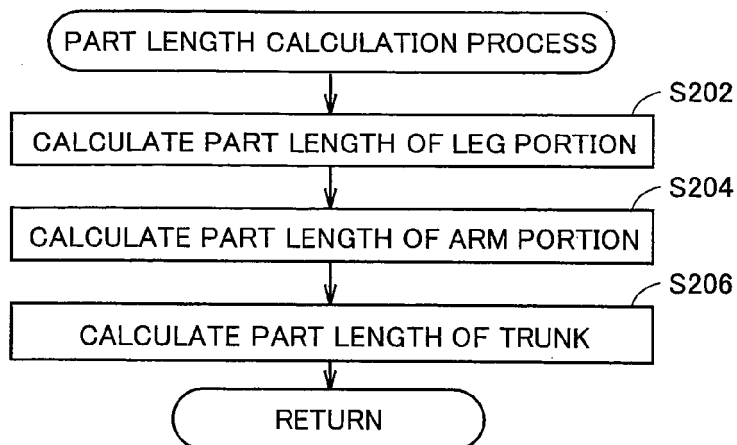 PART LENGTH CALCULATION PROCESS
S202
CALCULATE PART LENGTH OF LEG PORTION
S204
CALCULATE PART LENGTH OF ARM PORTION
S206
CALCULATE PART LENGTH OF TRUNK
RETURN